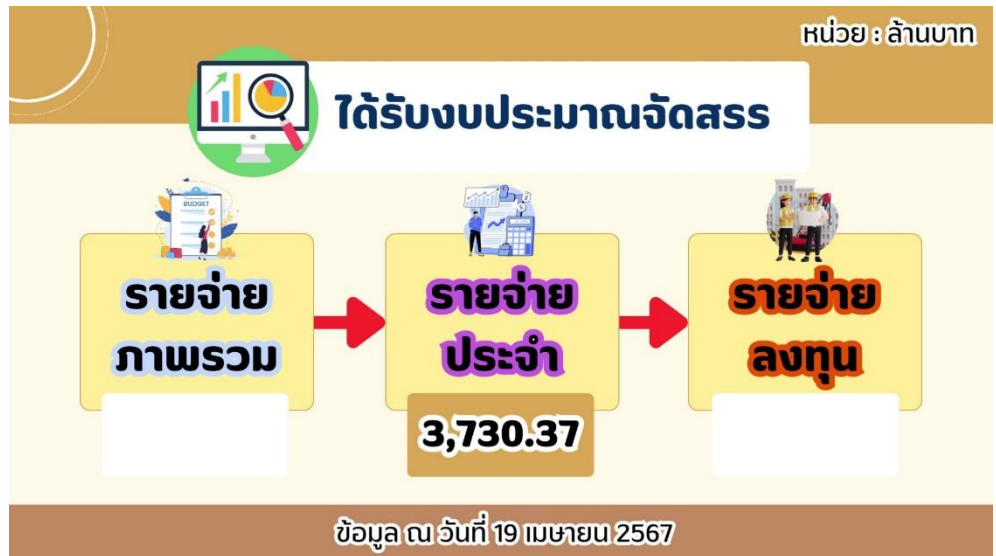 หน่วย : ล้านบาท
ได้รับงบประมาณจัดสรร
BUDGET
รายจ่าย
ภาพรวม
รายจ่าย
ประจำ
3,730.37
รายจ่าย
ลงทุน
ข้อมูล ณ วันที่ 19 เมษายน 2567